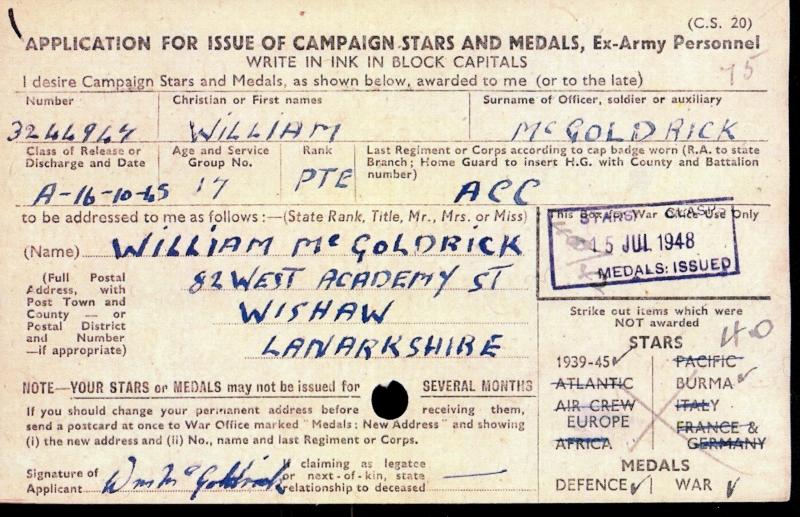 (C.S. 20)
APPLICATION FOR ISSUE OF CAMPAIGN STARS AND MEDALS, Ex-Army Personnel
WRITE IN INK IN BLOCK CAPITALS
75
I desire Campaign Stars and Medals, as shown below, awarded to me (or to the late)
Number Christian or First names Surname of Officer, soldier or auxiliary
3244964 WILLIAM McGOLDRICK
Class of Release or Discharge and Date
Age and Service Group No.
Rank
Last Regiment or Corps according to cap badge worn (R.A. to state Branch; Home Guard to insert H.G. with County and Battalion number)
A-16-10-45 17 PTE ACC
to be addressed to me as follows :—(State Rank, Title, Mr., Mrs. or Miss)
This Box for War Office Use Only
STARS CLASP
15 JUL 1948
MEDALS: ISSUED
(Name) WILLIAM McGOLDRICK
(Full Postal Address, with Post Town and County — or Postal District and Number —if appropriate)
82 WEST ACADEMY ST
WISHAW
LANARKSHIRE
Strike out items which were
NOT awarded
STARS
1939-45 PACIFIC
ATLANTIC BURMA
AIR CREW ITALY
EUROPE FRANCE &
AFRICA GERMANY
MEDALS
DEFENCE WAR
NOTE—YOUR STARS or MEDALS may not be issued for SEVERAL MONTHS
If you should change your permanent address before receiving them,
send a postcard at once to War Office marked "Medals: New Address" and showing
(i) the new address and (ii) No., name and last Regiment or Corps.
Signature of Applicant Wm McGoldrick
If claiming as legatee or next-of-kin, state relationship to deceased